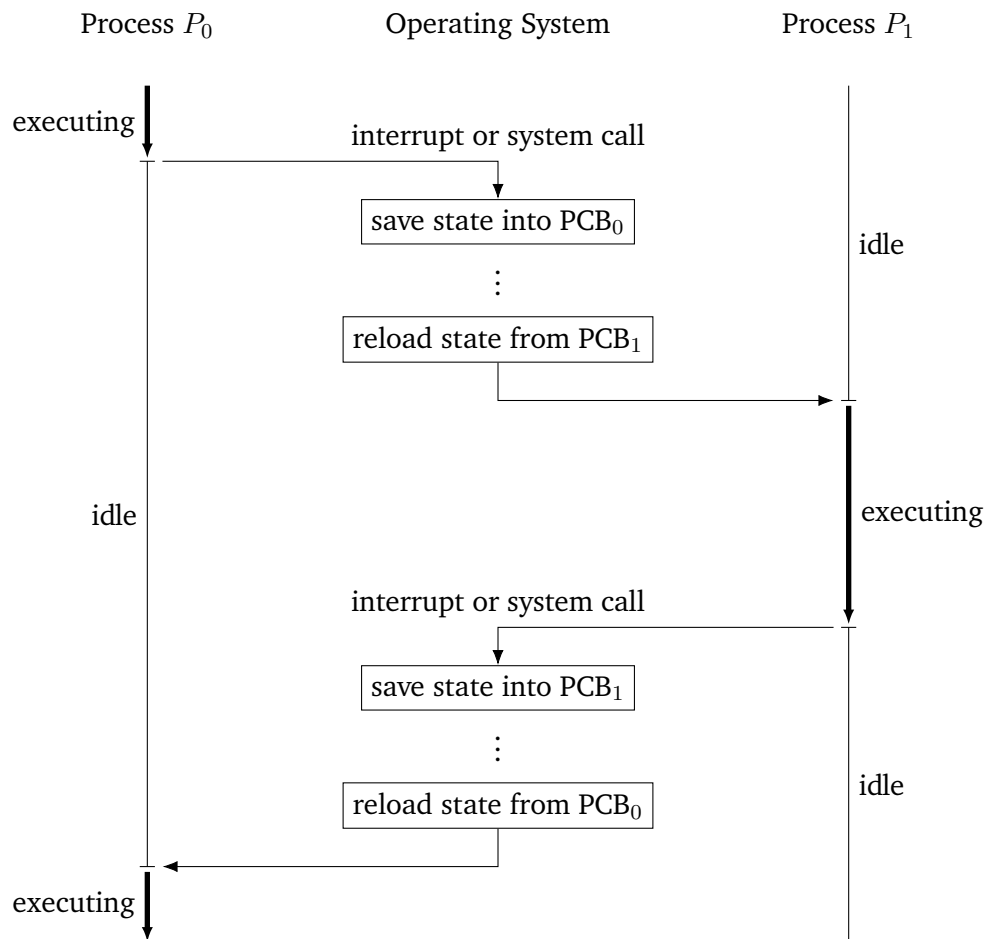 Process P₀ Operating System Process P₁
executing
interrupt or system call
save state into PCB₀
idle
⋮
reload state from PCB₁
idle
executing
interrupt or system call
save state into PCB₁
⋮
idle
reload state from PCB₀
executing